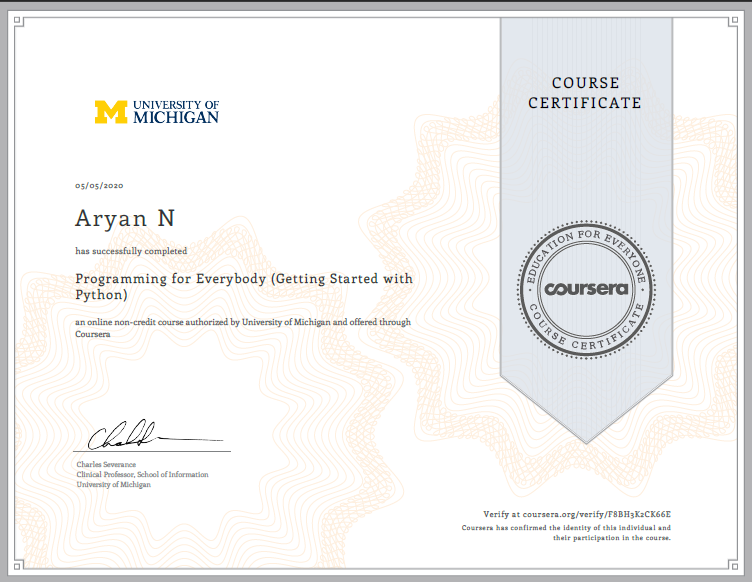 COURSE
CERTIFICATE
UNIVERSITY OF
MICHIGAN
05/05/2020
Aryan N
has successfully completed
Programming for Everybody (Getting Started with
Python)
an online non-credit course authorized by University of Michigan and offered through
Coursera
EDUCATION FOR EVERYONE
coursera
COURSE CERTIFICATE
Charles Severance
Clinical Professor, School of Information
University of Michigan
Verify at coursera.org/verify/F8BH3K2CK66E
Coursera has confirmed the identity of this individual and
their participation in the course.